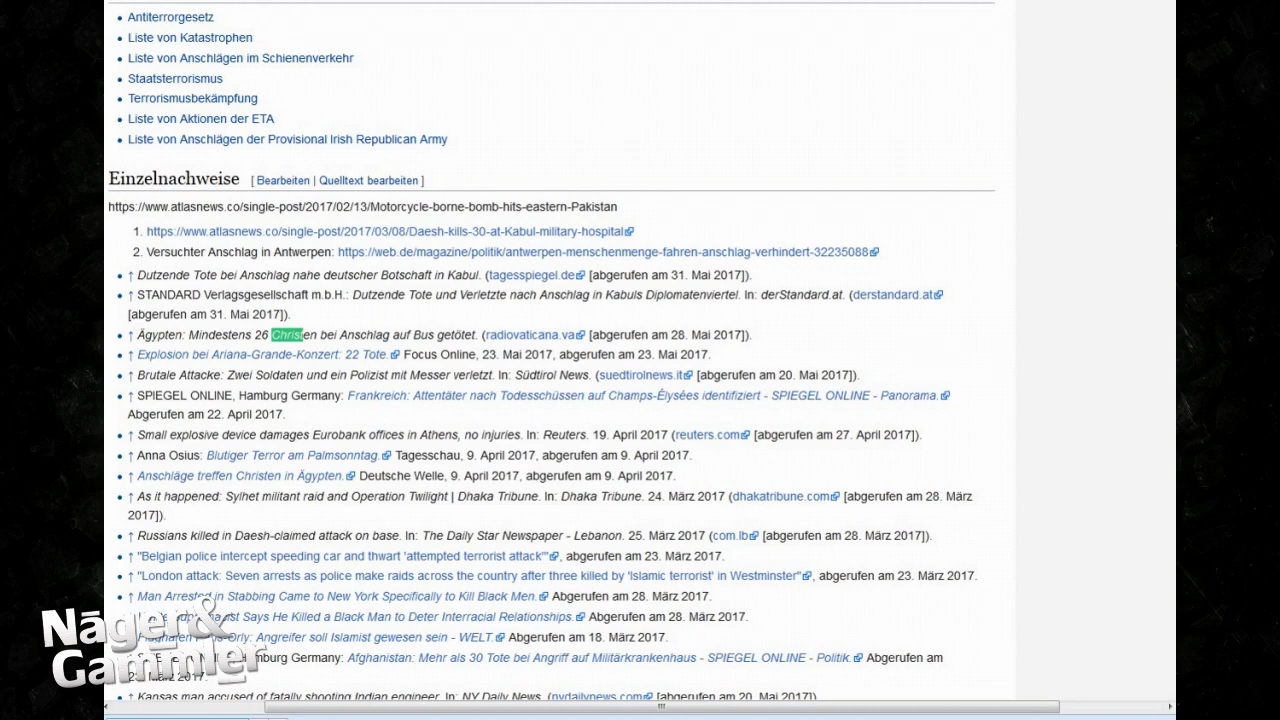 Antiterrorgesetz
Liste von Katastrophen
Liste von Anschlägen im Schienenverkehr
Staatsterrorismus
Terrorismusbekämpfung
Liste von Aktionen der ETA
Liste von Anschlägen der Provisional Irish Republican Army
Einzelnachweise [ Bearbeiten | Quelltext bearbeiten ]
https://www.atlasnews.co/single-post/2017/02/13/Motorcycle-borne-bomb-hits-eastern-Pakistan
1. https://www.atlasnews.co/single-post/2017/03/08/Daesh-kills-30-at-Kabul-military-hospital
2. Versuchter Anschlag in Antwerpen: https://web.de/magazine/politik/antwerpen-menschenmenge-fahren-anschlag-verhindert-32235088
↑ Dutzende Tote bei Anschlag nahe deutscher Botschaft in Kabul. (tagesspiegel.de [abgerufen am 31. Mai 2017]).
↑ STANDARD Verlagsgesellschaft m.b.H.: Dutzende Tote und Verletzte nach Anschlag in Kabuls Diplomatenviertel. In: derStandard.at. (derstandard.at
[abgerufen am 31. Mai 2017]).
↑ Ägypten: Mindestens 26 Christen bei Anschlag auf Bus getötet. (radiovaticana.va [abgerufen am 28. Mai 2017]).
↑ Explosion bei Ariana-Grande-Konzert: 22 Tote. Focus Online, 23. Mai 2017, abgerufen am 23. Mai 2017.
↑ Brutale Attacke: Zwei Soldaten und ein Polizist mit Messer verletzt. In: Südtirol News. (suedtirolnews.it [abgerufen am 20. Mai 2017]).
↑ SPIEGEL ONLINE, Hamburg Germany: Frankreich: Attentäter nach Todesschüssen auf Champs-Élysées identifiziert - SPIEGEL ONLINE - Panorama.
Abgerufen am 22. April 2017.
↑ Small explosive device damages Eurobank offices in Athens, no injuries. In: Reuters. 19. April 2017 (reuters.com [abgerufen am 27. April 2017]).
↑ Anna Osius: Blutiger Terror am Palmsonntag. Tagesschau, 9. April 2017, abgerufen am 9. April 2017.
↑ Anschläge treffen Christen in Ägypten. Deutsche Welle, 9. April 2017, abgerufen am 9. April 2017.
↑ As it happened: Sylhet militant raid and Operation Twilight | Dhaka Tribune. In: Dhaka Tribune. 24. März 2017 (dhakatribune.com [abgerufen am 28. März
2017]).
↑ Russians killed in Daesh-claimed attack on base. In: The Daily Star Newspaper - Lebanon. 25. März 2017 (com.lb [abgerufen am 28. März 2017]).
↑ "Belgian police intercept speeding car and thwart 'attempted terrorist attack'", abgerufen am 23. März 2017.
↑ "London attack: Seven arrests as police make raids across the country after three killed by 'Islamic terrorist' in Westminster", abgerufen am 23. März 2017.
↑ Man Arrested in Stabbing Came to New York Specifically to Kill Black Men. Abgerufen am 28. März 2017.
Says He Killed a Black Man to Deter Interracial Relationships. Abgerufen am 28. März 2017.
Orly: Angreifer soll Islamist gewesen sein - WELT. Abgerufen am 18. März 2017.
Hamburg Germany: Afghanistan: Mehr als 30 Tote bei Angriff auf Militärkrankenhaus - SPIEGEL ONLINE - Politik. Abgerufen am
März 2017.
↑ Kansas man accused of fatally shooting Indian engineer. In: NY Daily News. (nydailynews.com [abgerufen am 20. Mai 2017]).
Näger &
Gammler